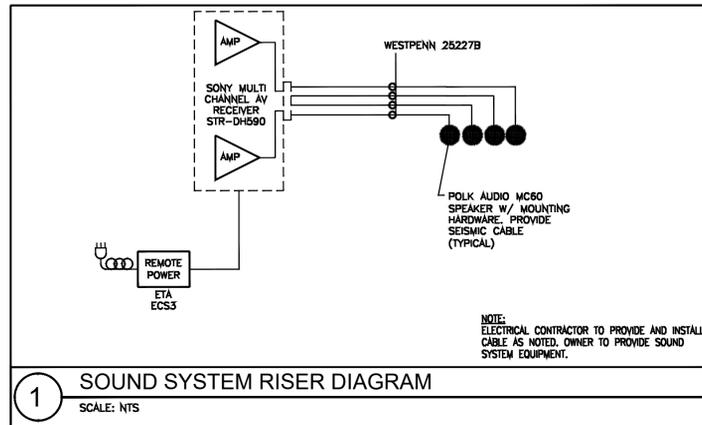 AMP
WESTPENN 25227B
SONY MULTI
CHANNEL AV
RECEIVER
STR-DH590
AMP
POLK AUDIO MC60
SPEAKER W/ MOUNTING
HARDWARE. PROVIDE
SEISMIC CABLE
(TYPICAL)
REMOTE
POWER
ETA
ECS3
NOTE:
ELECTRICAL CONTRACTOR TO PROVIDE AND INSTALL
CABLE AS NOTED. OWNER TO PROVIDE SOUND
SYSTEM EQUIPMENT.
1
SOUND SYSTEM RISER DIAGRAM
SCALE: NTS